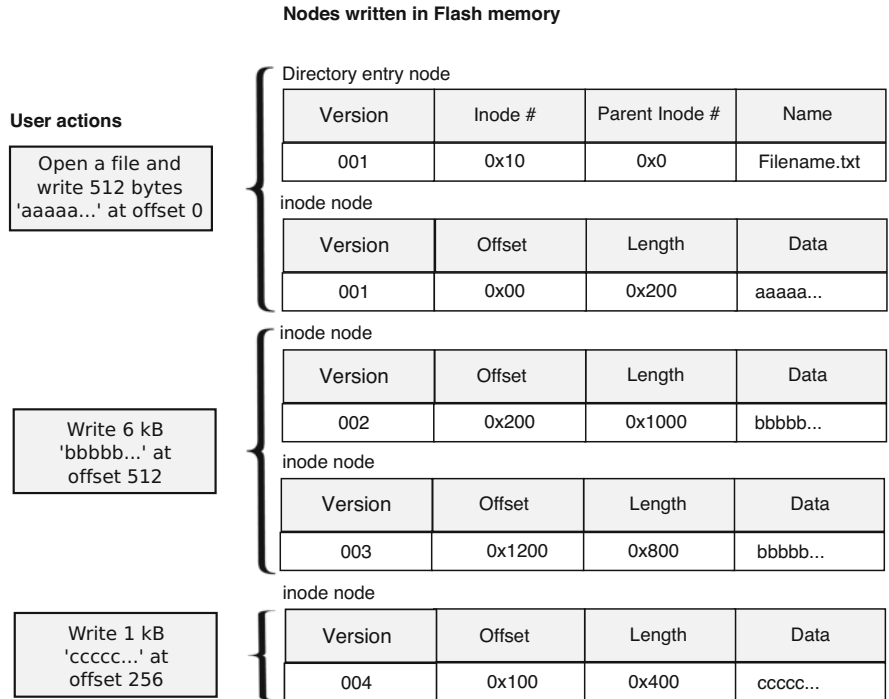 Nodes written in Flash memory
User actions
Open a file and
write 512 bytes
'aaaaa...' at offset 0
Directory entry node
Version Inode # Parent Inode # Name
001 0x10 0x0 Filename.txt
inode node
Version Offset Length Data
001 0x00 0x200 aaaaa...
Write 6 kB
'bbbbb...' at
offset 512
inode node
Version Offset Length Data
002 0x200 0x1000 bbbbb...
inode node
Version Offset Length Data
003 0x1200 0x800 bbbbb...
Write 1 kB
'ccccc...' at
offset 256
inode node
Version Offset Length Data
004 0x100 0x400 ccccc...